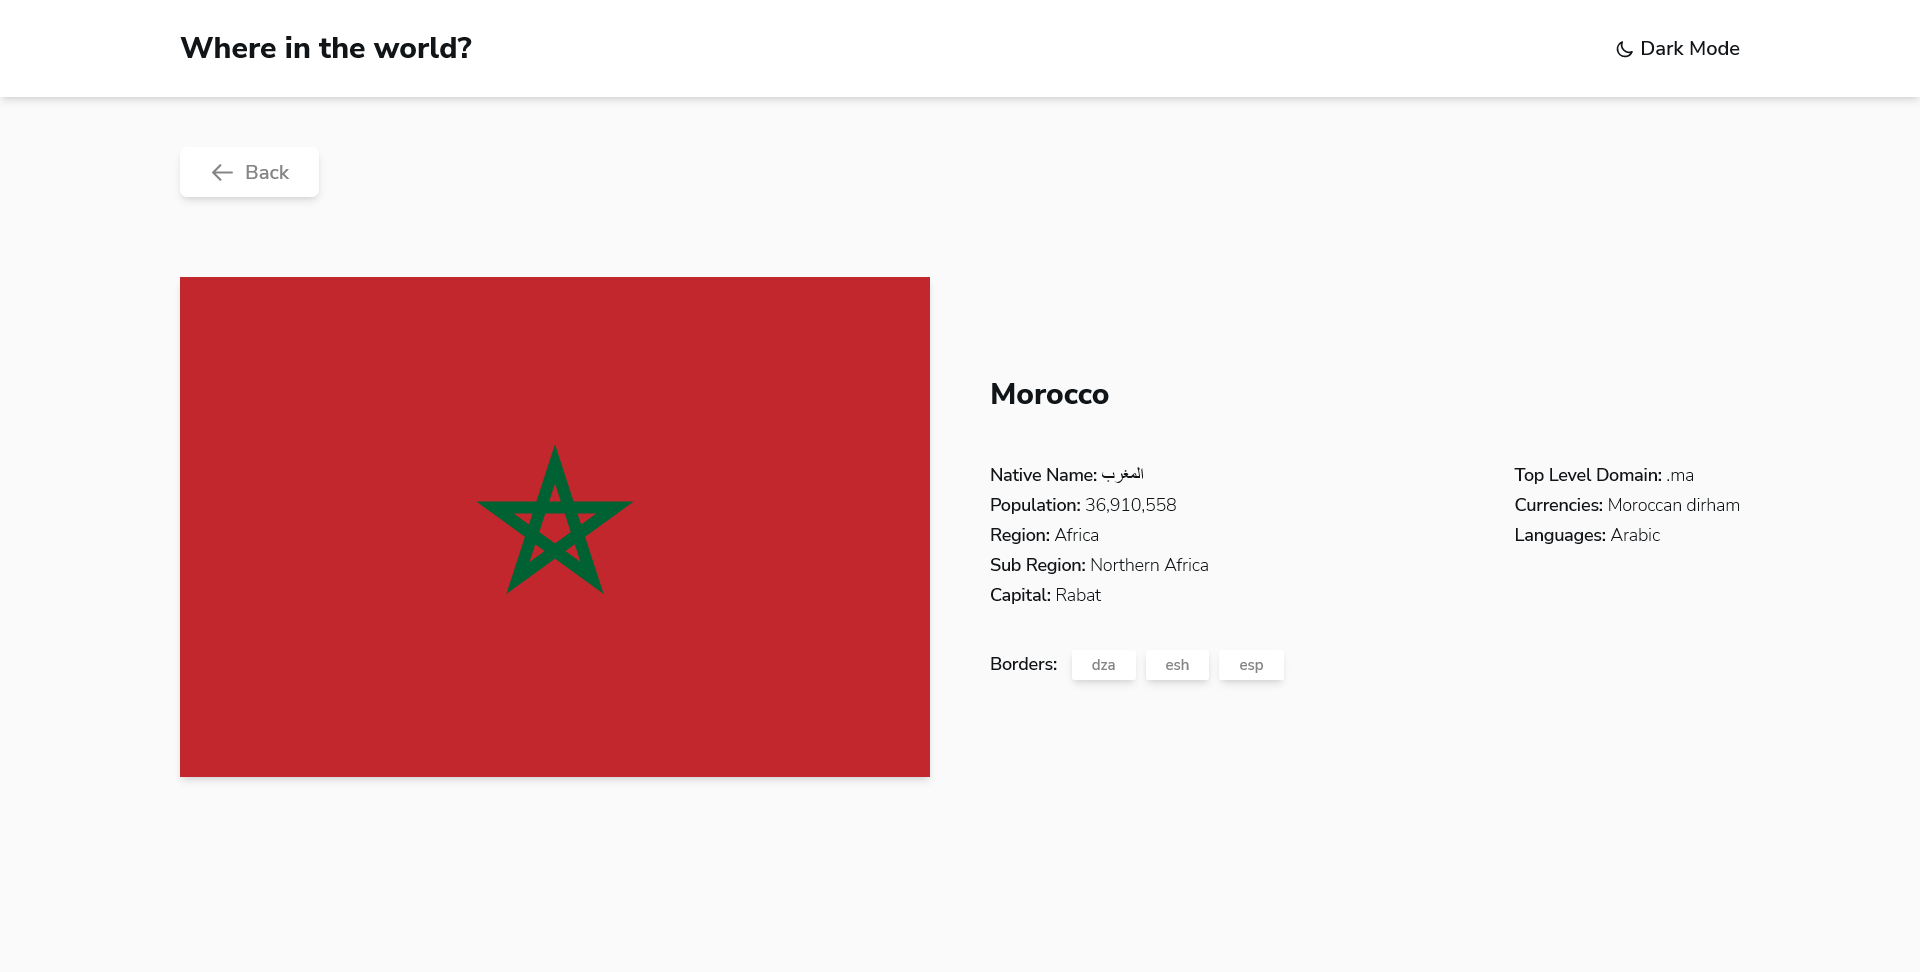 Where in the world?
Dark Mode
Back
Morocco
Native Name: المغرب
Population: 36,910,558
Region: Africa
Sub Region: Northern Africa
Capital: Rabat
Top Level Domain: .ma
Currencies: Moroccan dirham
Languages: Arabic
Borders: dza esh esp